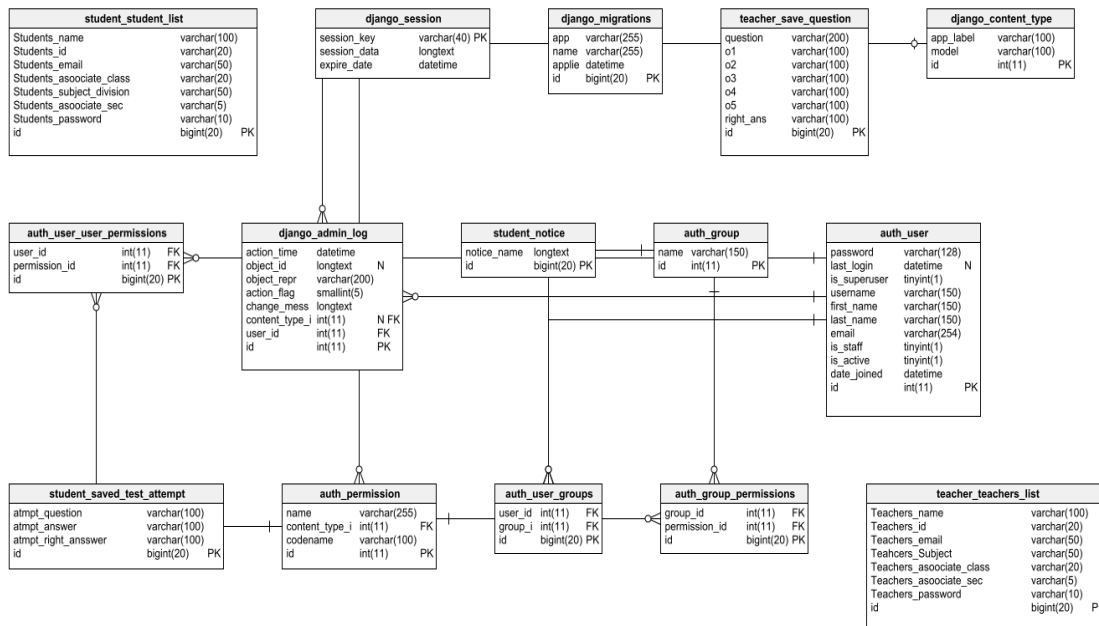 student_student_list
Students_name varchar(100)
Students_id varchar(20)
Students_email varchar(50)
Students_asoociate_class varchar(20)
Students_subject_division varchar(50)
Students_asoociate_sec varchar(5)
Students_password varchar(10)
id bigint(20) PK
django_session
session_key varchar(40) PK
session_data longtext
expire_date datetime
django_migrations
app varchar(255)
name varchar(255)
applie datetime
id bigint(20) PK
teacher_save_question
question varchar(200)
o1 varchar(100)
o2 varchar(100)
o3 varchar(100)
o4 varchar(100)
o5 varchar(100)
right_ans varchar(100)
id bigint(20) PK
django_content_type
app_label varchar(100)
model varchar(100)
id int(11) PK
auth_user_user_permissions
user_id int(11) FK
permission_id int(11) FK
id bigint(20) PK
django_admin_log
action_time datetime
object_id longtext N
object_repr varchar(200)
action_flag smallint(5)
change_mess longtext
content_type_i int(11) N FK
user_id int(11) FK
id int(11) PK
student_notice
notice_name longtext
id bigint(20) PK
auth_group
name varchar(150)
id int(11) PK
auth_user
password varchar(128)
last_login datetime N
is_superuser tinyint(1)
username varchar(150)
first_name varchar(150)
last_name varchar(150)
email varchar(254)
is_staff tinyint(1)
is_active tinyint(1)
date_joined datetime
id int(11) PK
student_saved_test_attempt
atmpt_question varchar(100)
atmpt_answer varchar(100)
atmpt_right_ansswer varchar(100)
id bigint(20) PK
auth_permission
name varchar(255)
content_type_i int(11) FK
codename varchar(100)
id int(11) PK
auth_user_groups
user_id int(11) FK
group_i int(11) FK
id bigint(20) PK
auth_group_permissions
group_id int(11) FK
permission_id int(11) FK
id bigint(20) PK
teacher_teachers_list
Teachers_name varchar(100)
Teachers_id varchar(20)
Teachers_email varchar(50)
Teahcers_Subject varchar(50)
Teachers_asoociate_class varchar(20)
Teachers_asoociate_sec varchar(5)
Teachers_password varchar(10)
id bigint(20) P